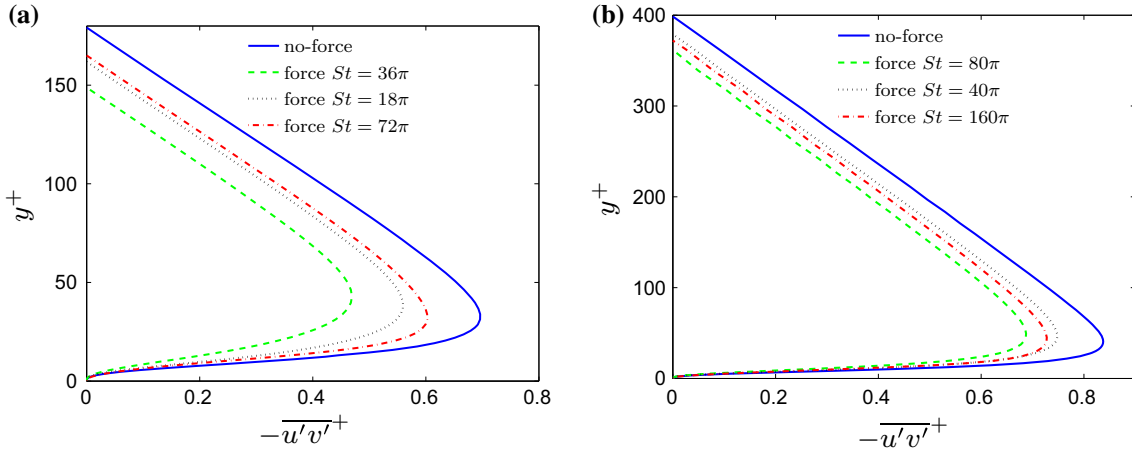 (a)
no-force
force St = 36π
force St = 18π
force St = 72π
150
100
50
0
y⁺
0
0.2
0.4
0.6
0.8
−u′v′⁺
(b)
no-force
force St = 80π
force St = 40π
force St = 160π
400
300
200
100
0
y⁺
0
0.2
0.4
0.6
0.8
−u′v′⁺